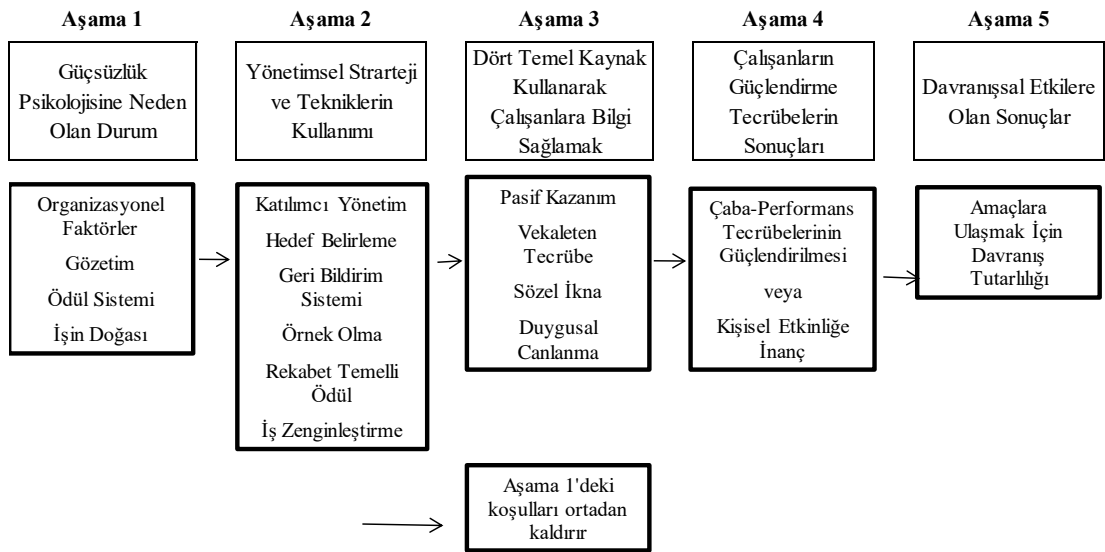 Aşama 1
Aşama 2
Aşama 3
Aşama 4
Aşama 5
Güçsüzlük
Psikolojisine Neden
Olan Durum
Yönetimsel Strarteji
ve Tekniklerin
Kullanımı
Dört Temel Kaynak
Kullanarak
Çalışanlara Bilgi
Sağlamak
Çalışanların
Güçlendirme
Tecrübelerin
Sonuçları
Davranışsal Etkilere
Olan Sonuçlar
Organizasyonel
Faktörler
Gözetim
Ödül Sistemi
İşin Doğası
Katılımcı Yönetim
Hedef Belirleme
Geri Bildirim
Sistemi
Örnek Olma
Rekabet Temelli
Ödül
İş Zenginleştirme
Pasif Kazanım
Vekaleten
Tecrübe
Sözel İkna
Duygusal
Canlanma
Çaba-Performans
Tecrübelerinin
Güçlendirilmesi
veya
Kişisel Etkinliğe
İnanç
Amaçlara
Ulaşmak İçin
Davranış
Tutarlılığı
Aşama 1'deki
koşulları ortadan
kaldırır